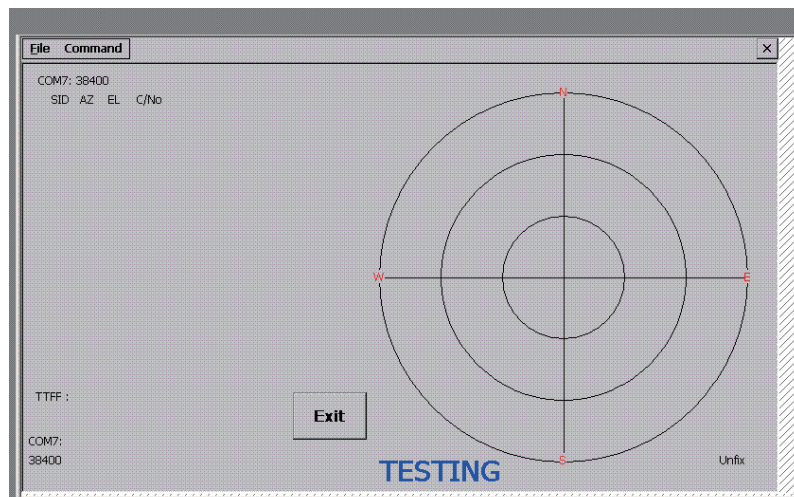 File Command
×
COM7: 38400
SID AZ EL C/No
N
W
E
TTFF :
Exit
COM7:
38400
TESTING
S
Unfix